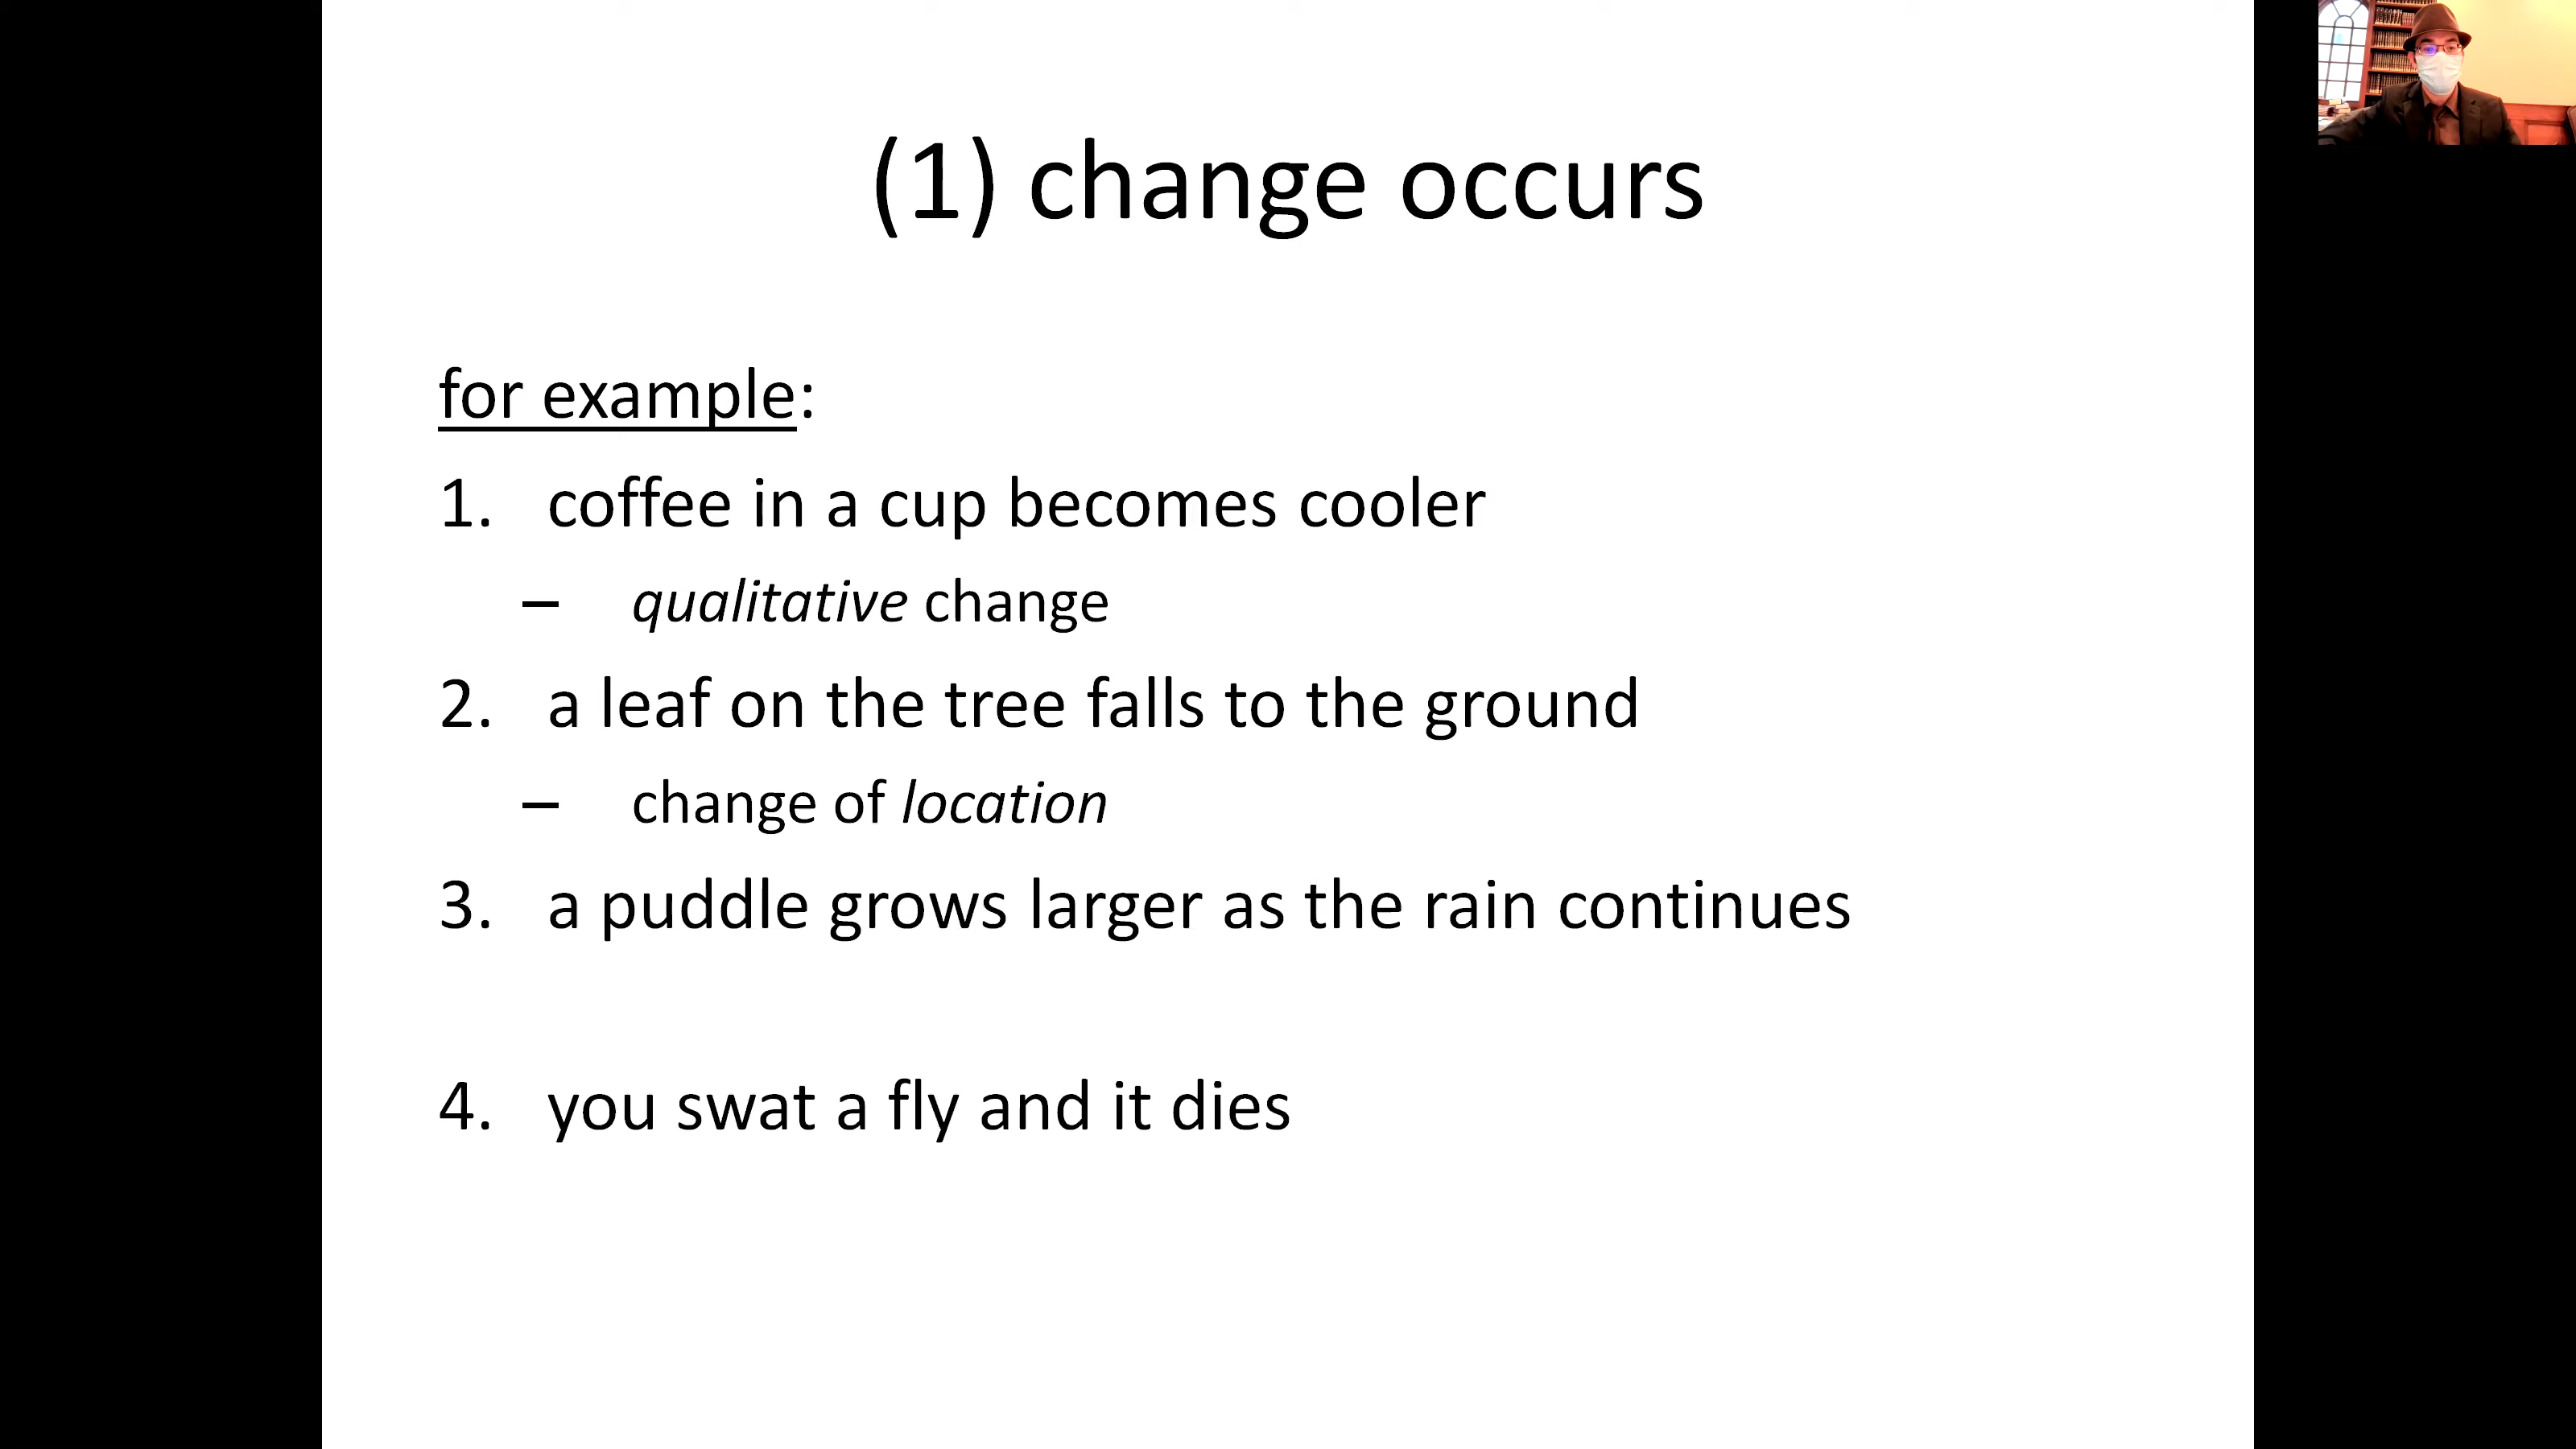 (1) change occurs
for example:
1. coffee in a cup becomes cooler
– qualitative change
2. a leaf on the tree falls to the ground
– change of location
3. a puddle grows larger as the rain continues
4. you swat a fly and it dies